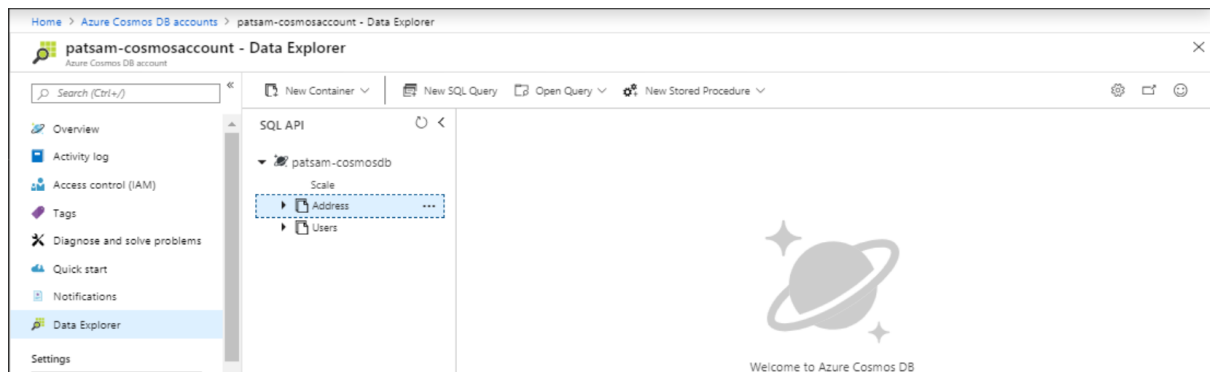 Home > Azure Cosmos DB accounts > patsam-cosmosaccount - Data Explorer
patsam-cosmosaccount - Data Explorer
Azure Cosmos DB account
Search (Ctrl+/)
Overview
Activity log
Access control (IAM)
Tags
Diagnose and solve problems
Quick start
Notifications
Data Explorer
Settings
New Container
New SQL Query
Open Query
New Stored Procedure
SQL API
patsam-cosmosdb
Scale
Address
Users
Welcome to Azure Cosmos DB